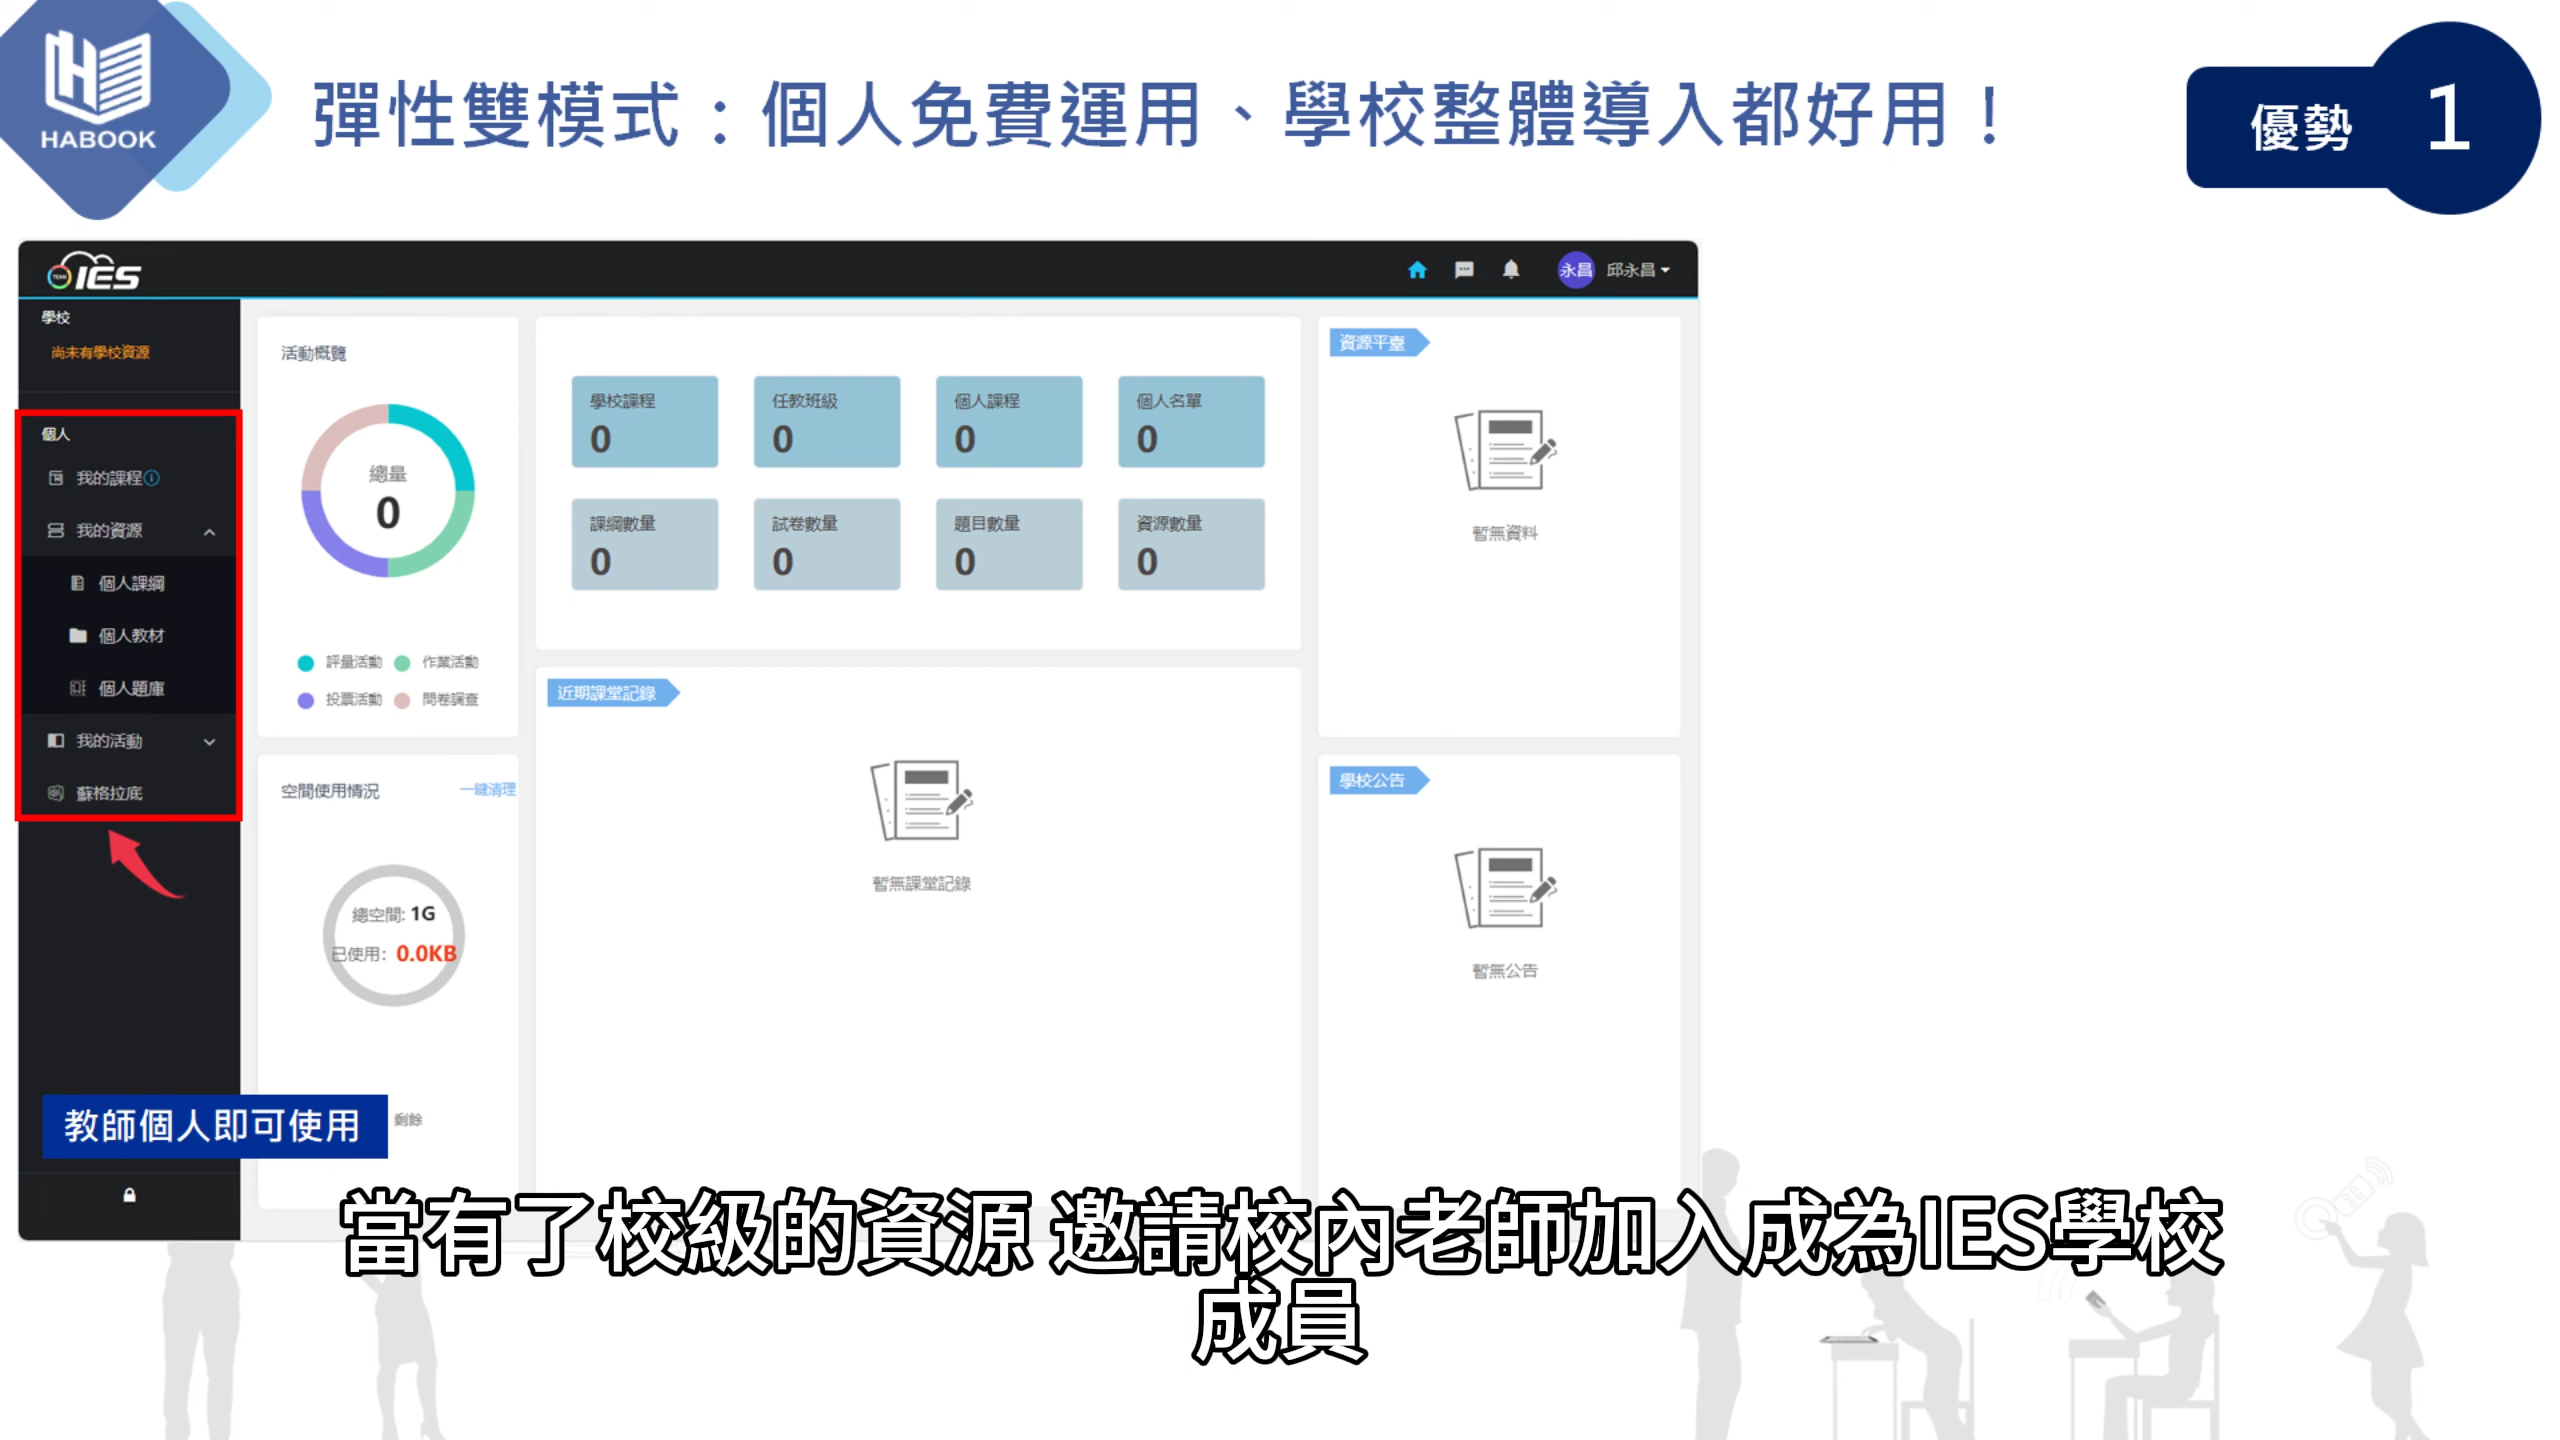 HABOOK
彈性雙模式：個人免費運用、學校整體導入都好用！
優勢 1
TEAM IES
永昌 邱永昌
學校
尚未有學校資源
個人
我的課程
我的資源
個人課綱
個人教材
個人題庫
我的活動
蘇格拉底
活動概覽
總量
0
評量活動 作業活動
投票活動 問卷調查
空間使用情況 一鍵清理
總空間: 1G
已使用: 0.0KB
剩餘
學校課程 任教班級 個人課程 個人名單
0 0 0 0
課綱數量 試卷數量 題目數量 資源數量
0 0 0 0
近期課堂記錄
暫無課堂記錄
資源平臺
暫無資料
學校公告
暫無公告
教師個人即可使用
當有了校級的資源 邀請校內老師加入成為IES學校
成員